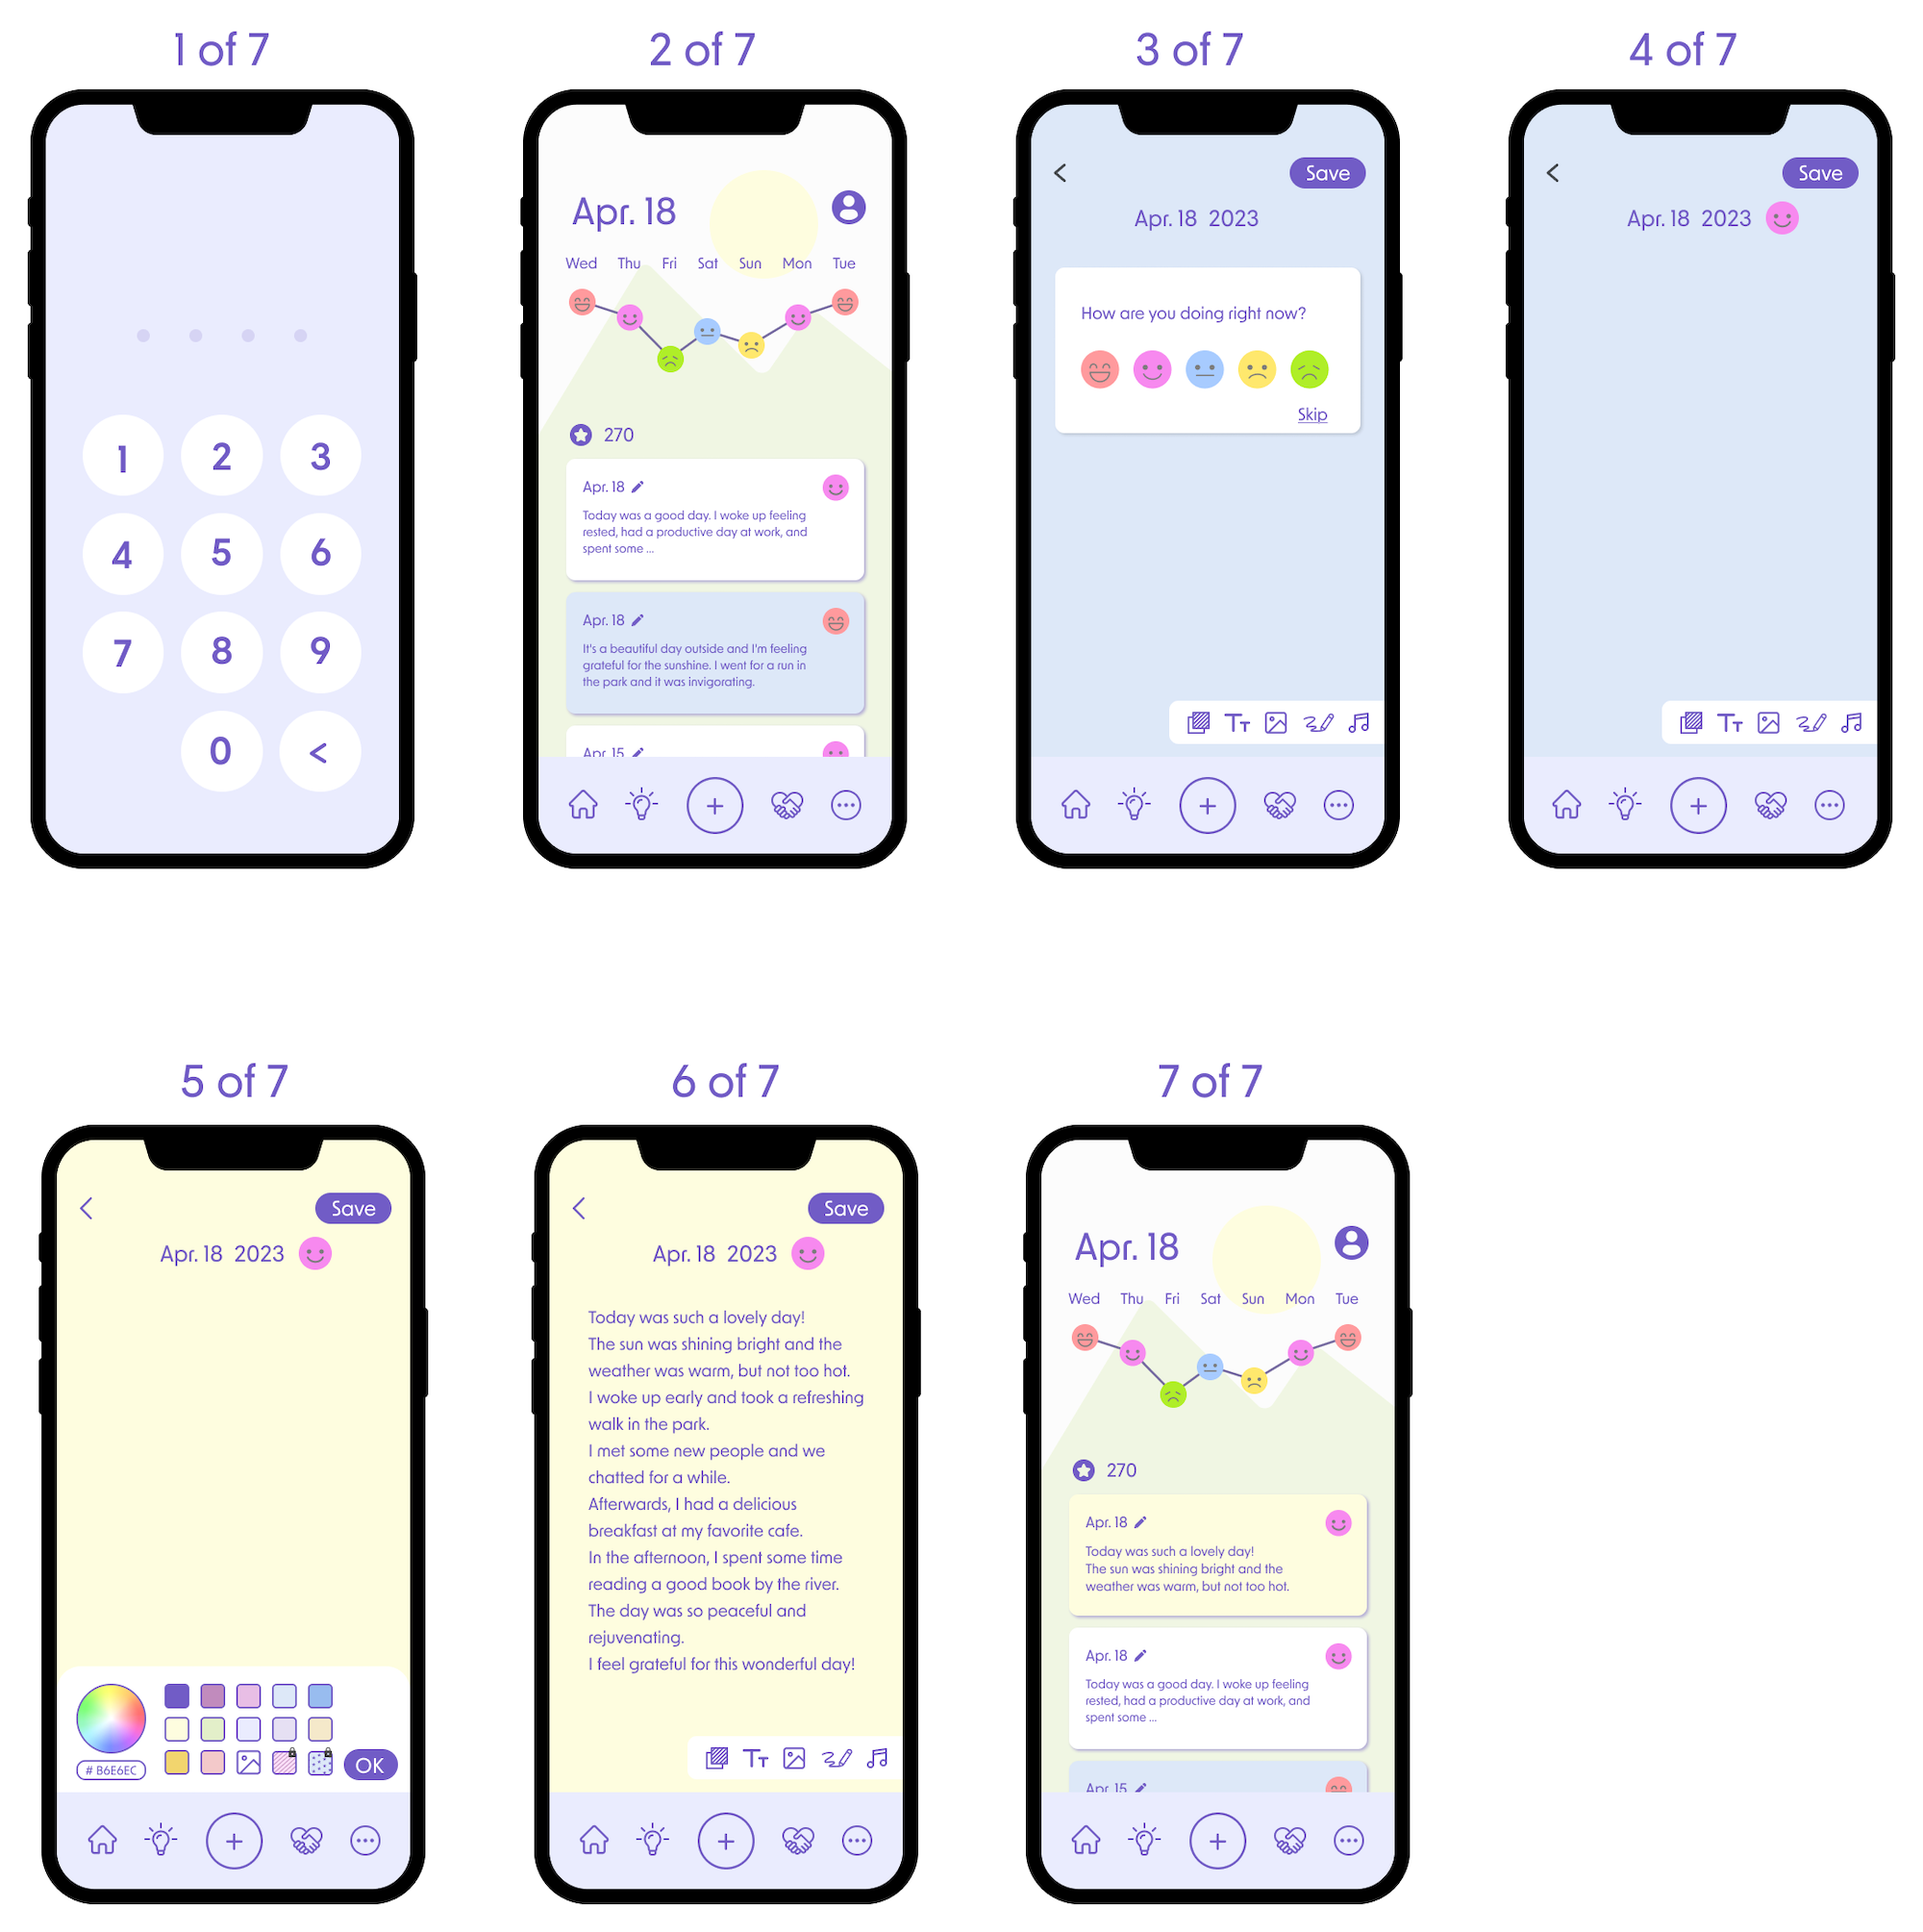 1 of 7
1 2 3
4 5 6
7 8 9
0 <
2 of 7
Apr. 18
Wed Thu Fri Sat Sun Mon Tue
270
Apr. 18
Today was a good day. I woke up feeling
rested, had a productive day at work, and
spent some ...
Apr. 18
It's a beautiful day outside and I'm feeling
grateful for the sunshine. I went for a run in
the park and it was invigorating.
Apr. 15
+
3 of 7
<
Save
Apr. 18 2023
How are you doing right now?
Skip
TT
+
4 of 7
<
Save
Apr. 18 2023
TT
+
5 of 7
<
Save
Apr. 18 2023
# B6E6EC
OK
+
6 of 7
<
Save
Apr. 18 2023
Today was such a lovely day!
The sun was shining bright and the
weather was warm, but not too hot.
I woke up early and took a refreshing
walk in the park.
I met some new people and we
chatted for a while.
Afterwards, I had a delicious
breakfast at my favorite cafe.
In the afternoon, I spent some time
reading a good book by the river.
The day was so peaceful and
rejuvenating.
I feel grateful for this wonderful day!
TT
+
7 of 7
Apr. 18
Wed Thu Fri Sat Sun Mon Tue
270
Apr. 18
Today was such a lovely day!
The sun was shining bright and the
weather was warm, but not too hot.
Apr. 18
Today was a good day. I woke up feeling
rested, had a productive day at work, and
spent some ...
Apr. 15
+